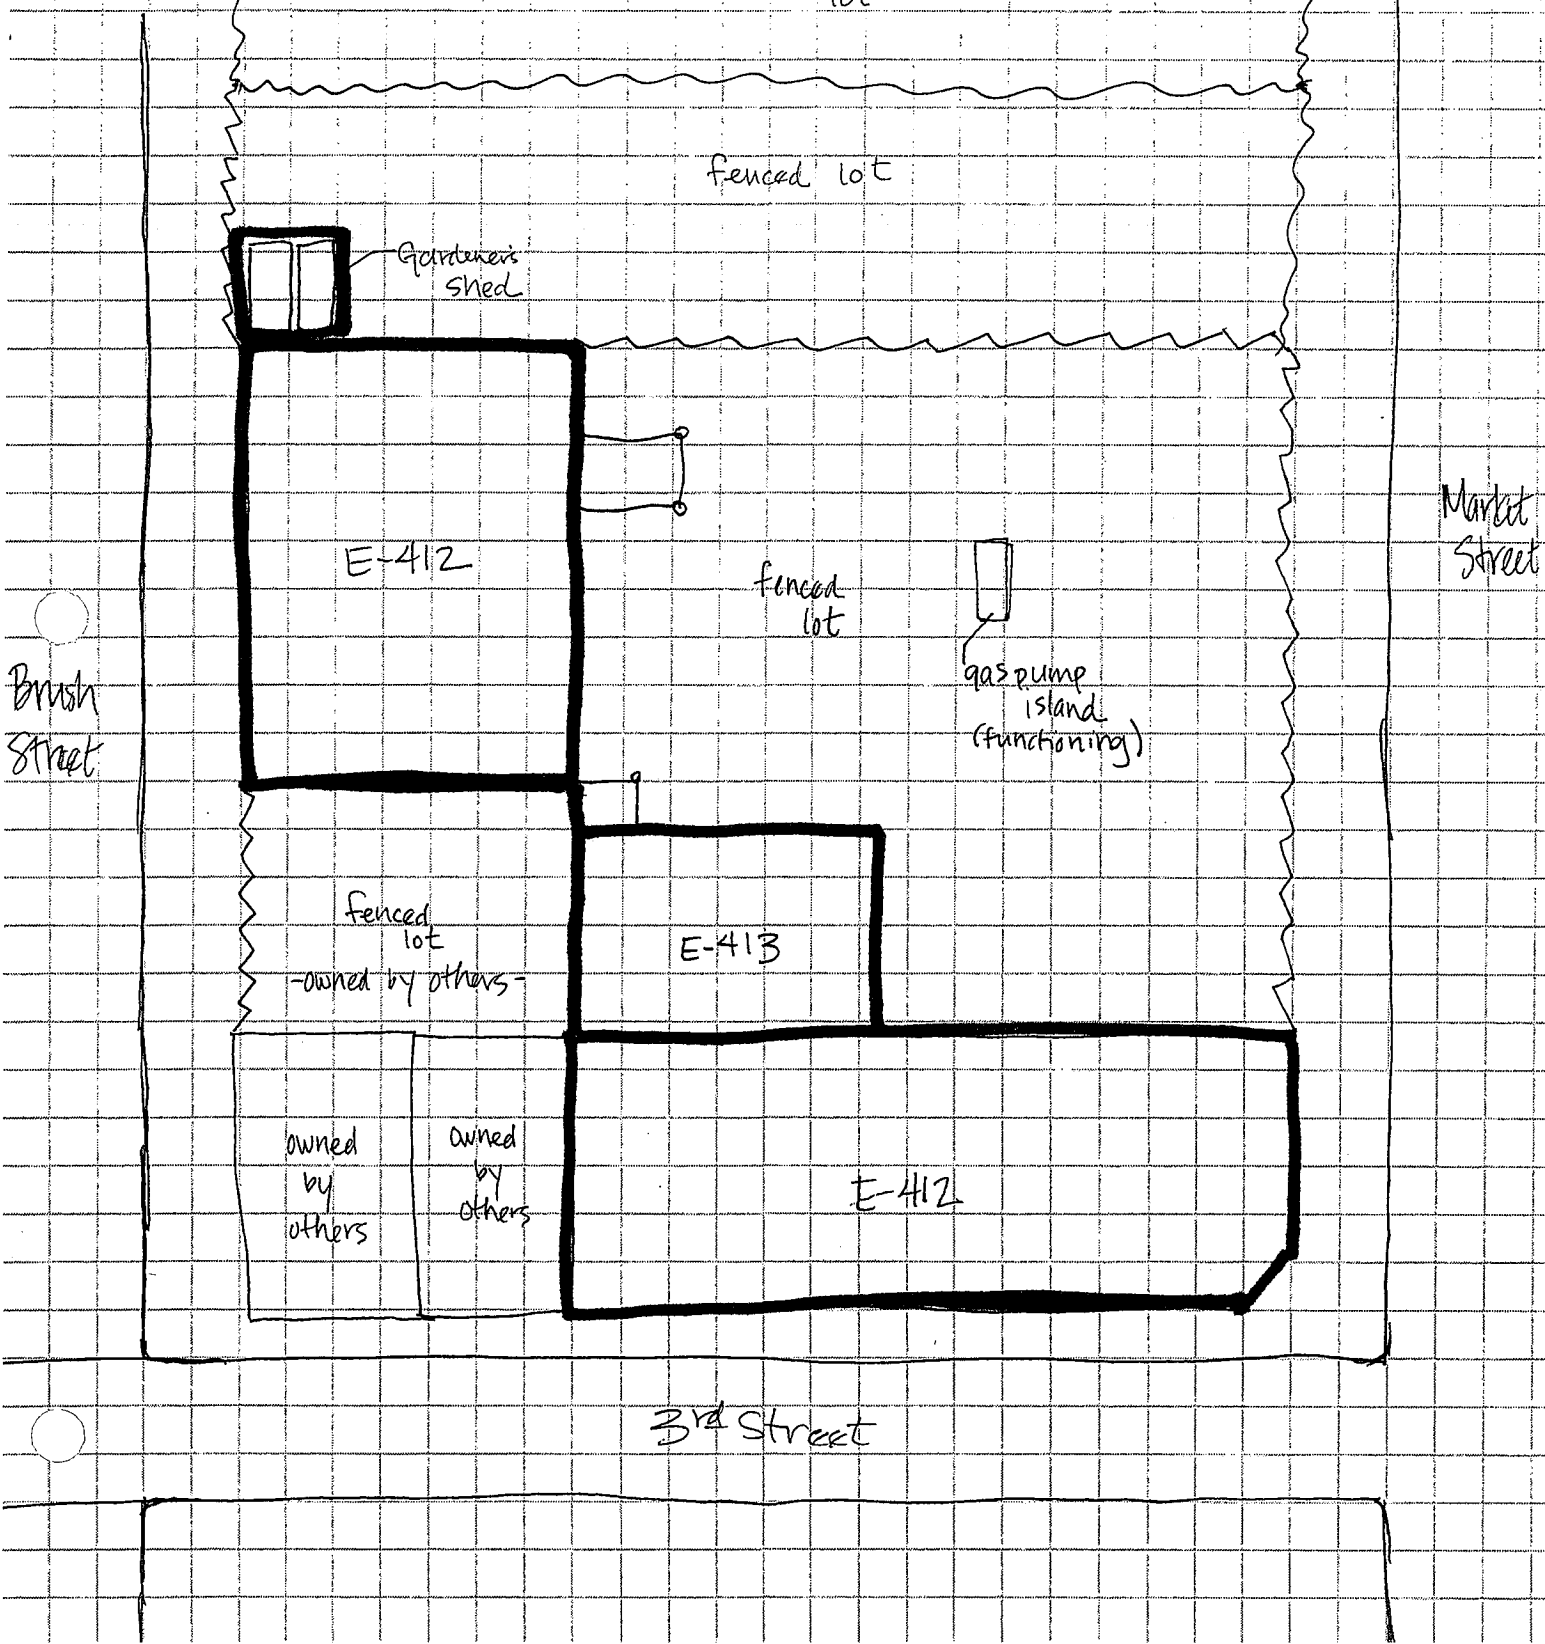 lot
fenced lot
Gardener's
shed
E-412
fenced
lot
gas pump
island
(functioning)
Market
Street
Brush
Street
fenced
lot
-owned by others-
E-413
owned
by
others
owned
by
others
E-412
3rd Street